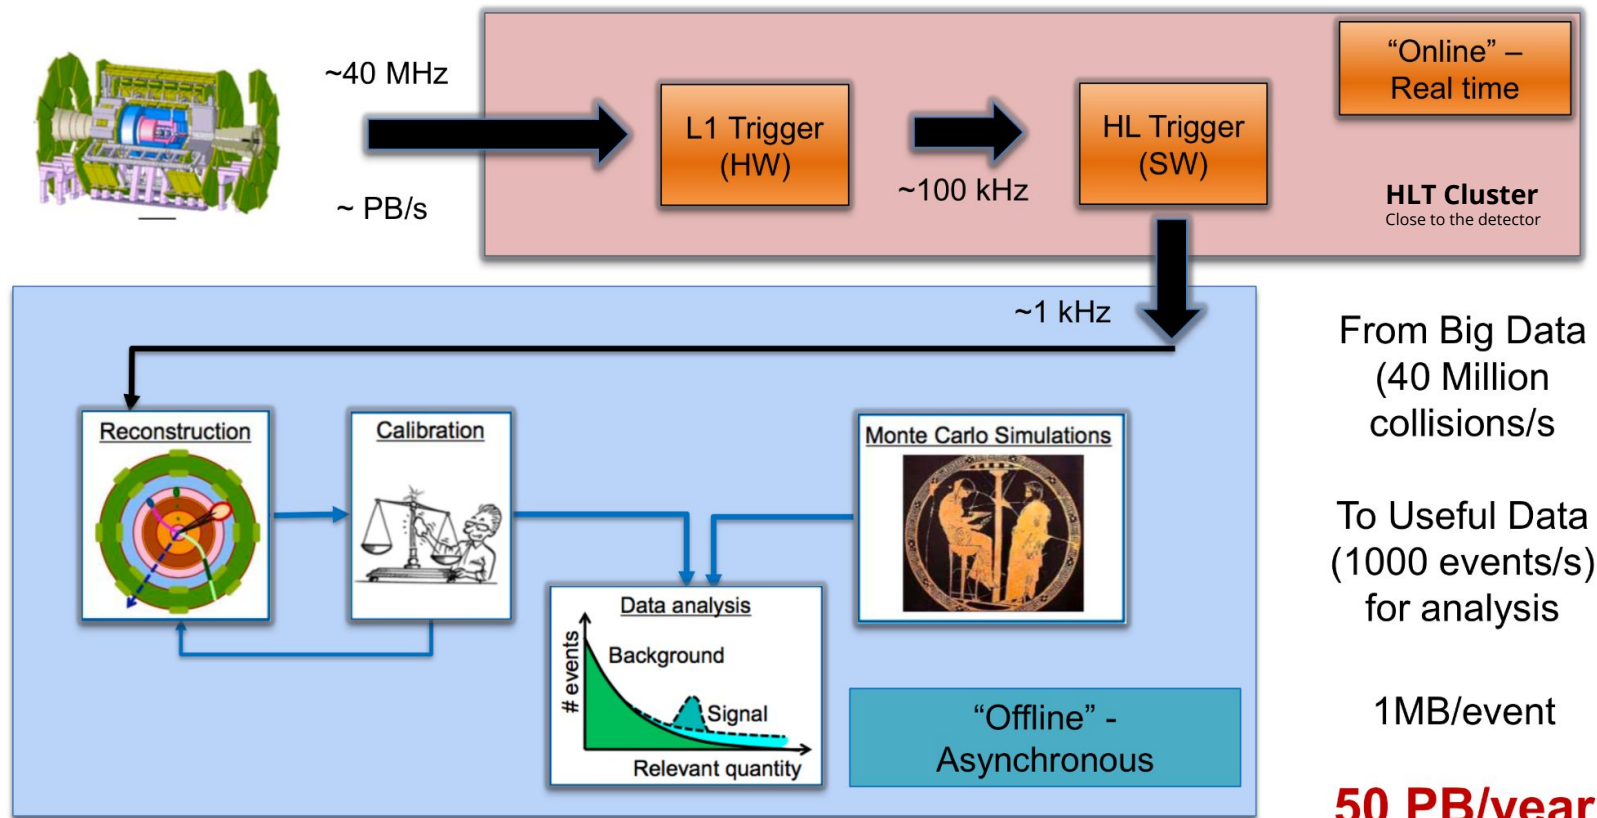 ~40 MHz
~ PB/s
L1 Trigger
(HW)
~100 kHz
HL Trigger
(SW)
“Online” –
Real time
HLT Cluster
Close to the detector
~1 kHz
Reconstruction
Calibration
Monte Carlo Simulations
Data analysis
# events
Background
Signal
Relevant quantity
“Offline” -
Asynchronous
From Big Data
(40 Million
collisions/s
To Useful Data
(1000 events/s)
for analysis
1MB/event
50 PB/year